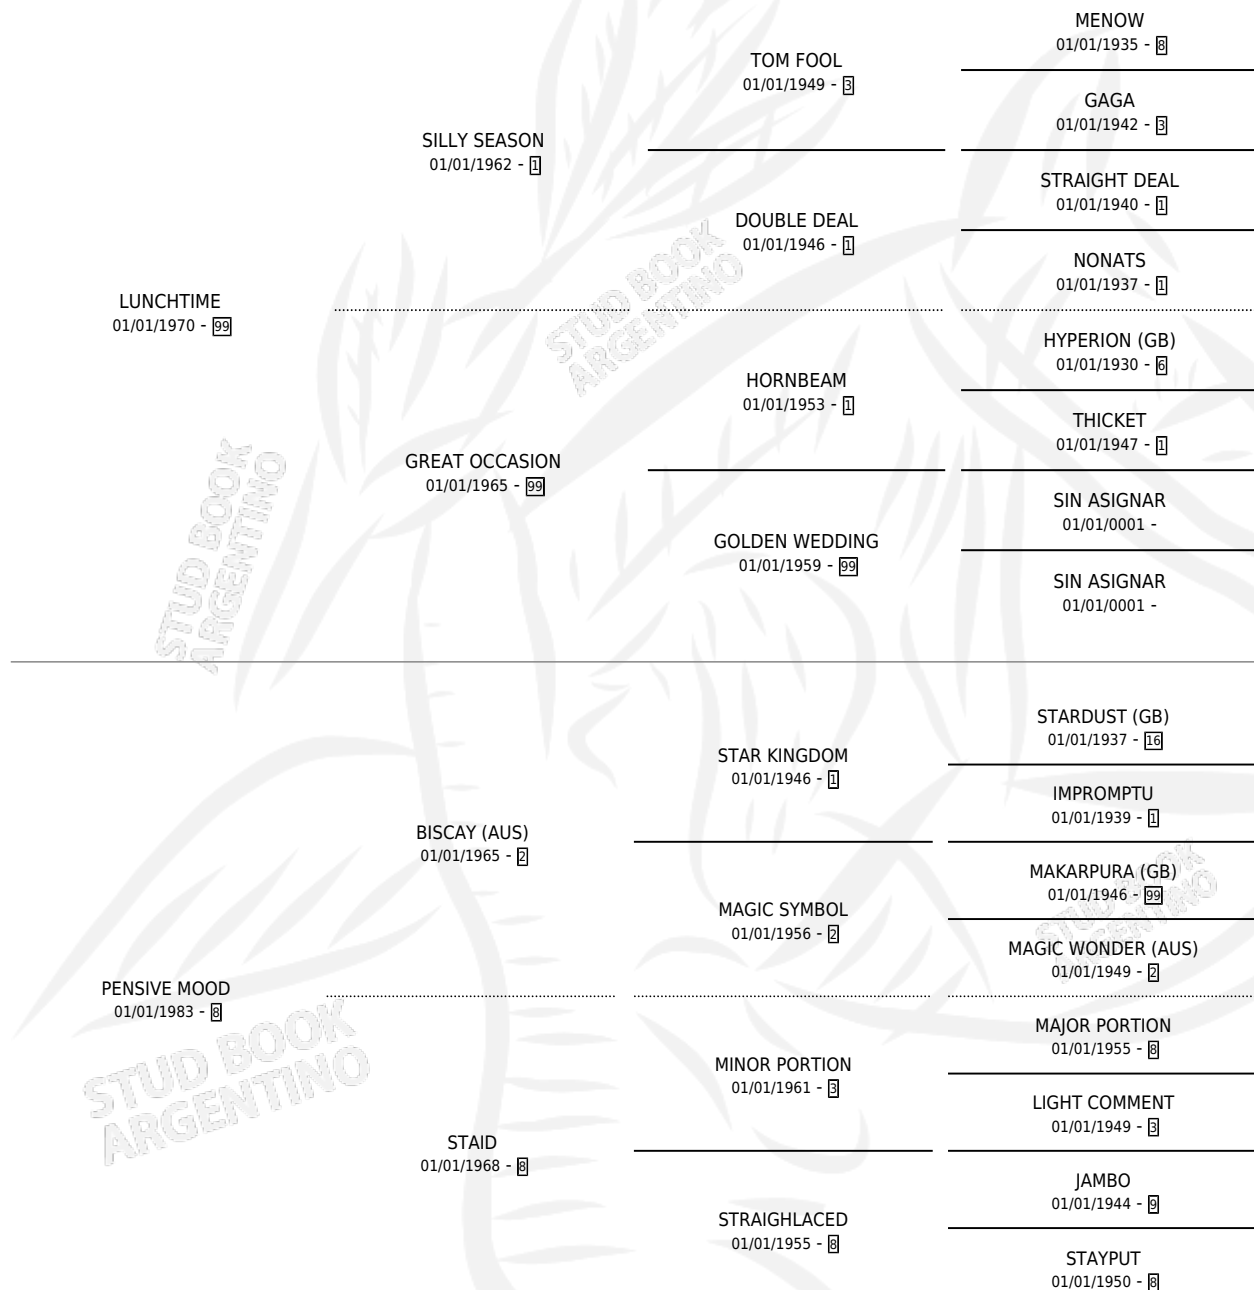 MENOW
01/01/1935 - 8
TOM FOOL
01/01/1949 - 3
GAGA
01/01/1942 - 3
SILLY SEASON
01/01/1962 - 1
STRAIGHT DEAL
01/01/1940 - 1
DOUBLE DEAL
01/01/1946 - 1
NONATS
01/01/1937 - 1
LUNCHTIME
01/01/1970 - 99
HYPERION (GB)
01/01/1930 - 6
HORNBEAM
01/01/1953 - 1
THICKET
01/01/1947 - 1
GREAT OCCASION
01/01/1965 - 99
SIN ASIGNAR
01/01/0001 -
GOLDEN WEDDING
01/01/1959 - 99
SIN ASIGNAR
01/01/0001 -
STUD BOOK
ARGENTINO
STUD BOOK
ARGENTINO
STARDUST (GB)
01/01/1937 - 16
STAR KINGDOM
01/01/1946 - 1
IMPROMPTU
01/01/1939 - 1
BISCAY (AUS)
01/01/1965 - 2
MAKARPURA (GB)
01/01/1946 - 99
MAGIC SYMBOL
01/01/1956 - 2
MAGIC WONDER (AUS)
01/01/1949 - 2
STUD BOOK
ARGENTINO
PENSIVE MOOD
01/01/1983 - 8
MAJOR PORTION
01/01/1955 - 8
MINOR PORTION
01/01/1961 - 3
LIGHT COMMENT
01/01/1949 - 3
STUD BOOK
ARGENTINO
STAID
01/01/1968 - 8
JAMBO
01/01/1944 - 9
STRAIGHLACED
01/01/1955 - 8
STAYPUT
01/01/1950 - 8